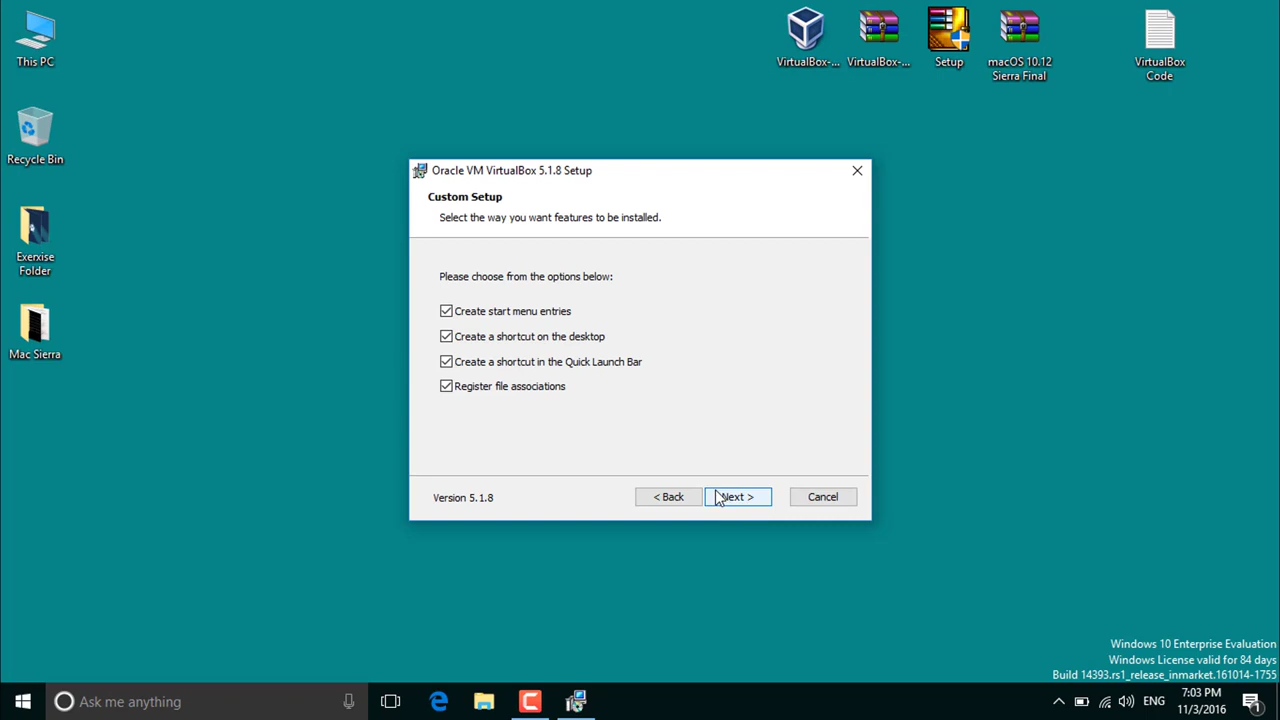 This PC
Recycle Bin
Exerxise
Folder
Mac Sierra
VirtualBox-...
VirtualBox-...
Setup
macOS 10.12
Sierra Final
VirtualBox
Code
Oracle VM VirtualBox 5.1.8 Setup
Custom Setup
Select the way you want features to be installed.
Please choose from the options below:
Create start menu entries
Create a shortcut on the desktop
Create a shortcut in the Quick Launch Bar
Register file associations
Version 5.1.8
< Back
Next >
Cancel
Windows 10 Enterprise Evaluation
Windows License valid for 84 days
Build 14393.rs1_release_inmarket.161014-1755
Ask me anything
ENG
7:03 PM
11/3/2016
1